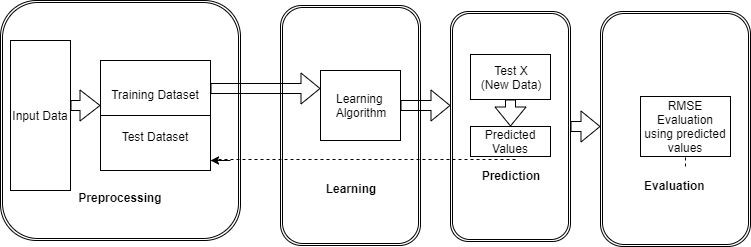 Input Data
Training Dataset
Test Dataset
Preprocessing
Learning
Algorithm
Learning
Test X
(New Data)
Predicted
Values
Prediction
RMSE
Evaluation
using predicted
values
Evaluation